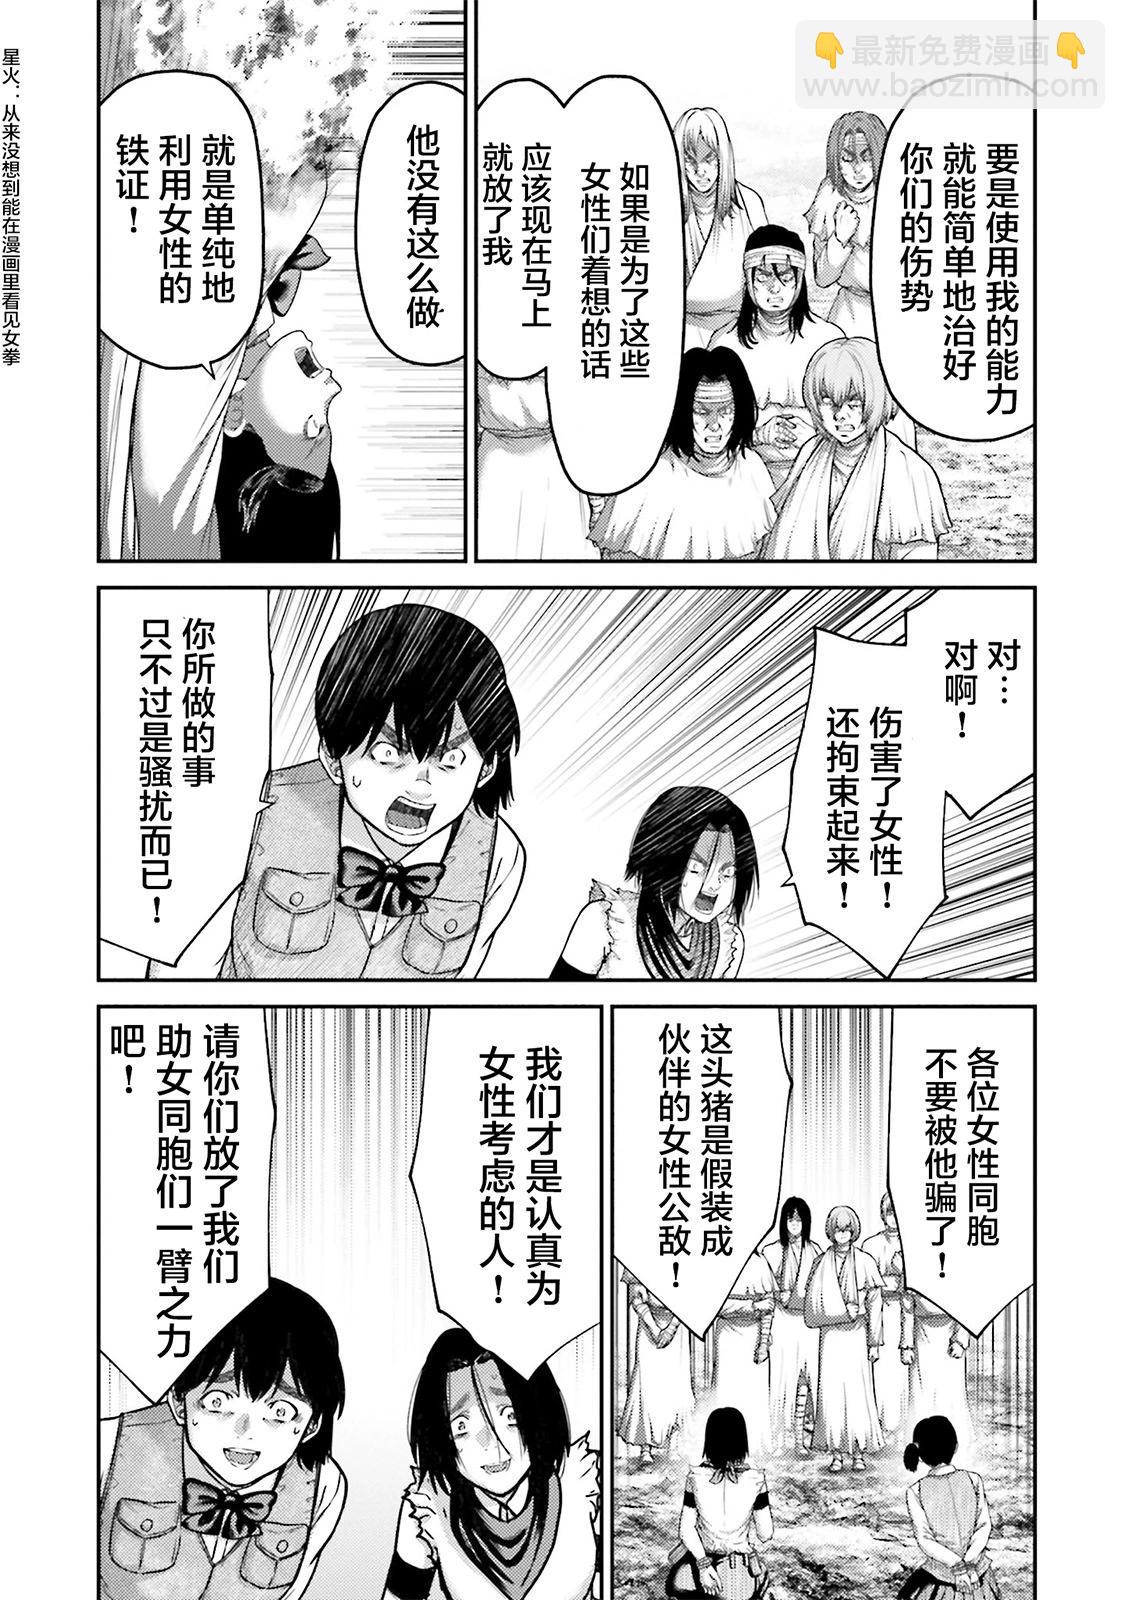 最新免费漫画
www.baozimh.com
星火：从来没想到能在漫画里看见女拳
要是使用我的能力
就能简单地治好
你们的伤势
如果是为了这些
女性们着想的话
应该现在马上
就放了我
他没有这么做
就是单纯地
利用女性的
铁证！
对…
对啊！
伤害了女性！
还拘束起来！
你所做的事
只不过是骚扰而已！
各位女性同胞
不要被他骗了！
这头猪是假装成
伙伴的女性公敌！
我们才是认真为
女性考虑的人！
请你们放了我们
助女同胞们一臂之力
吧！